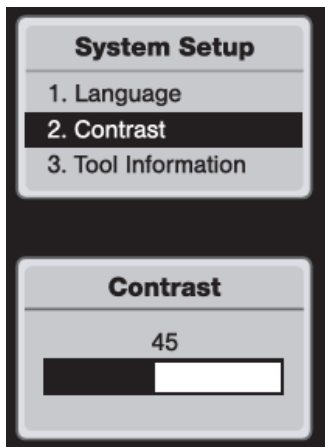 System Setup
1. Language
2. Contrast
3. Tool Information
Contrast
45